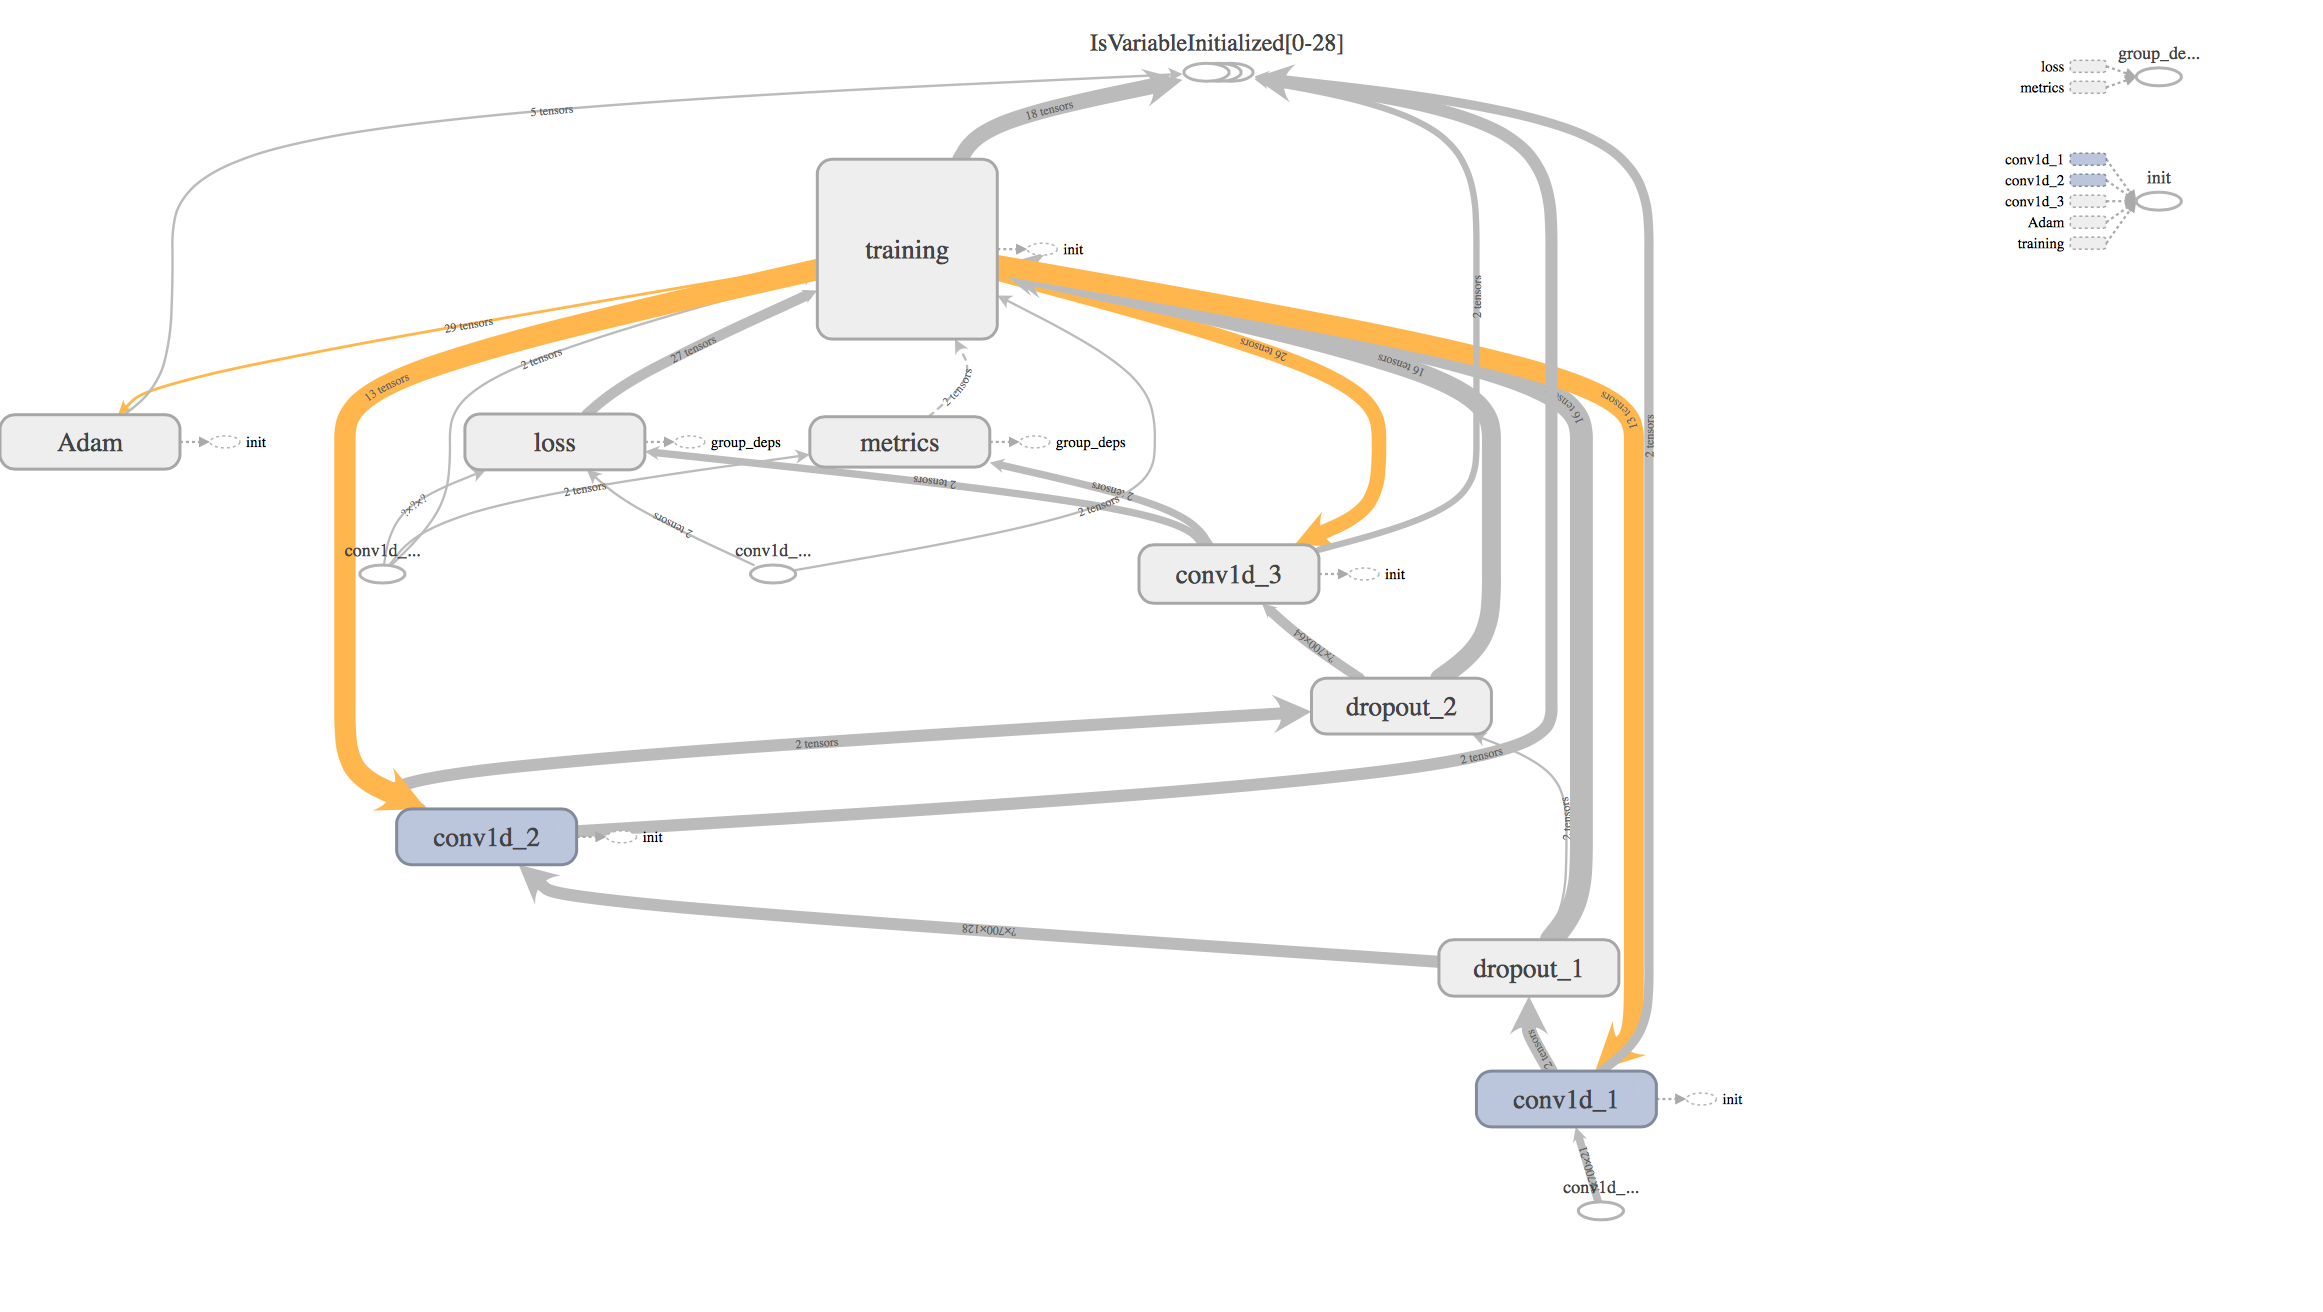 IsVariableInitialized[0-28]
group_de...
loss
metrics
5 tensors
18 tensors
conv1d_1
conv1d_2
conv1d_3
Adam
training
init
training
init
2 tensors
29 tensors
2 tensors
27 tensors
26 tensors
16 tensors
13 tensors
2 tensors
16 tensors
13 tensors
2 tensors
Adam
init
loss
group_deps
metrics
group_deps
?×?×?
2 tensors
2 tensors
2 tensors
2 tensors
2 tensors
conv1d_...
conv1d_...
conv1d_3
init
?×700×64
dropout_2
2 tensors
2 tensors
2 tensors
conv1d_2
init
?×700×128
dropout_1
2 tensors
conv1d_1
init
?×700×21
conv1d_...